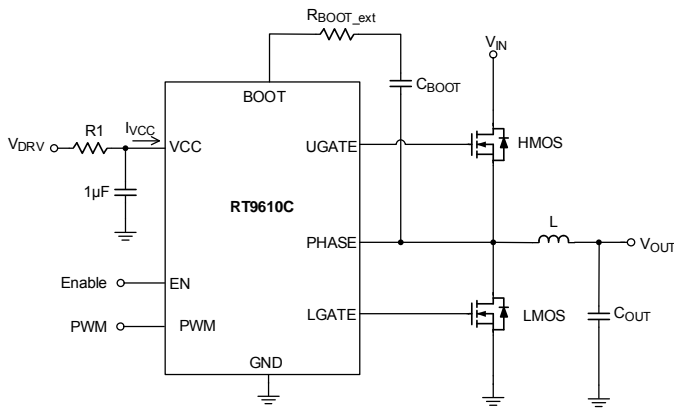 R_BOOT_ext
V_IN
C_BOOT
BOOT
R1
I_VCC
V_DRV
VCC
UGATE
HMOS
1µF
RT9610C
L
PHASE
V_OUT
Enable
EN
LGATE
LMOS
C_OUT
PWM
PWM
GND